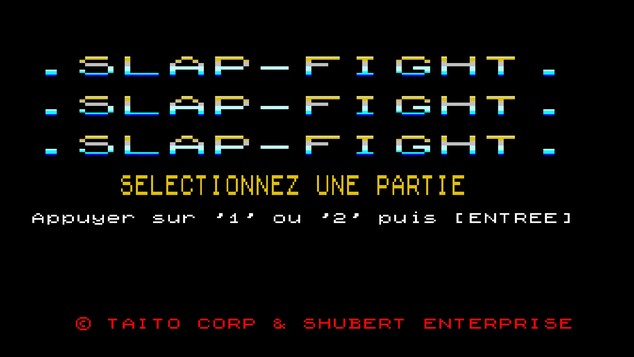 .SLAP-FIGHT.
.SLAP-FIGHT.
.SLAP-FIGHT.
SELECTIONNEZ UNE PARTIE
Appuyer sur '1' ou '2' puis [ENTREE]
© TAITO CORP & SHUBERT ENTERPRISE